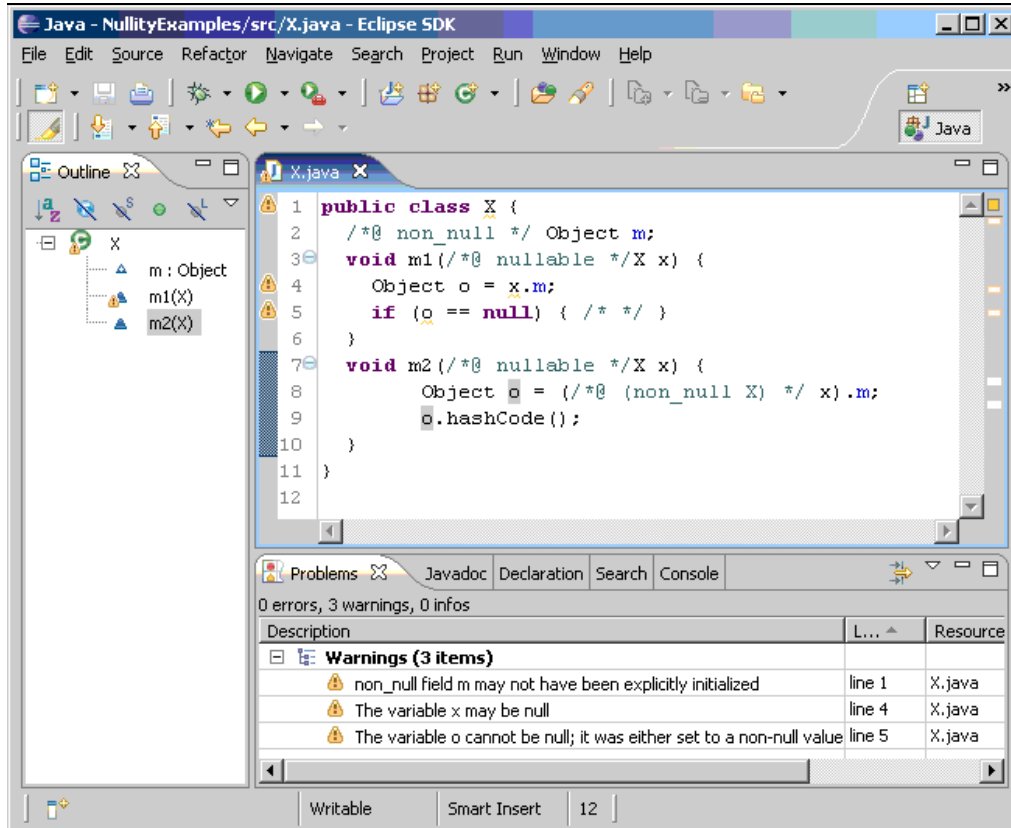 Java - NullityExamples/src/X.java - Eclipse SDK
File Edit Source Refactor Navigate Search Project Run Window Help
Java
Outline
X.java
X
m : Object
m1(X)
m2(X)
1 public class X {
2 /*@ non_null */ Object m;
3 void m1(/*@ nullable */X x) {
4 Object o = x.m;
5 if (o == null) { /* */ }
6 }
7 void m2(/*@ nullable */X x) {
8 Object o = (/*@ (non_null X) */ x).m;
9 o.hashCode();
10 }
11 }
12
Problems Javadoc Declaration Search Console
0 errors, 3 warnings, 0 infos
Description L... Resource
Warnings (3 items)
non_null field m may not have been explicitly initialized line 1 X.java
The variable x may be null line 4 X.java
The variable o cannot be null; it was either set to a non-null value line 5 X.java
Writable Smart Insert 12